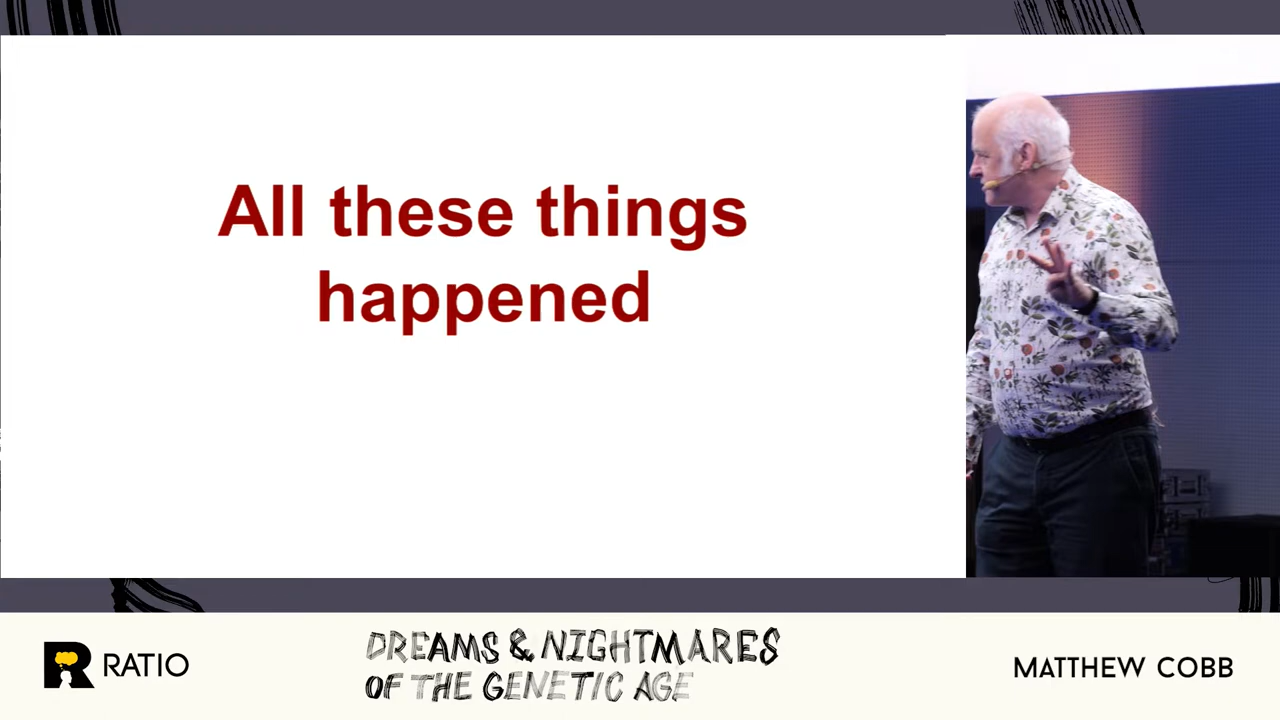 All these things
happened
RATIO
DREAMS & NIGHTMARES
OF THE GENETIC AGE
MATTHEW COBB